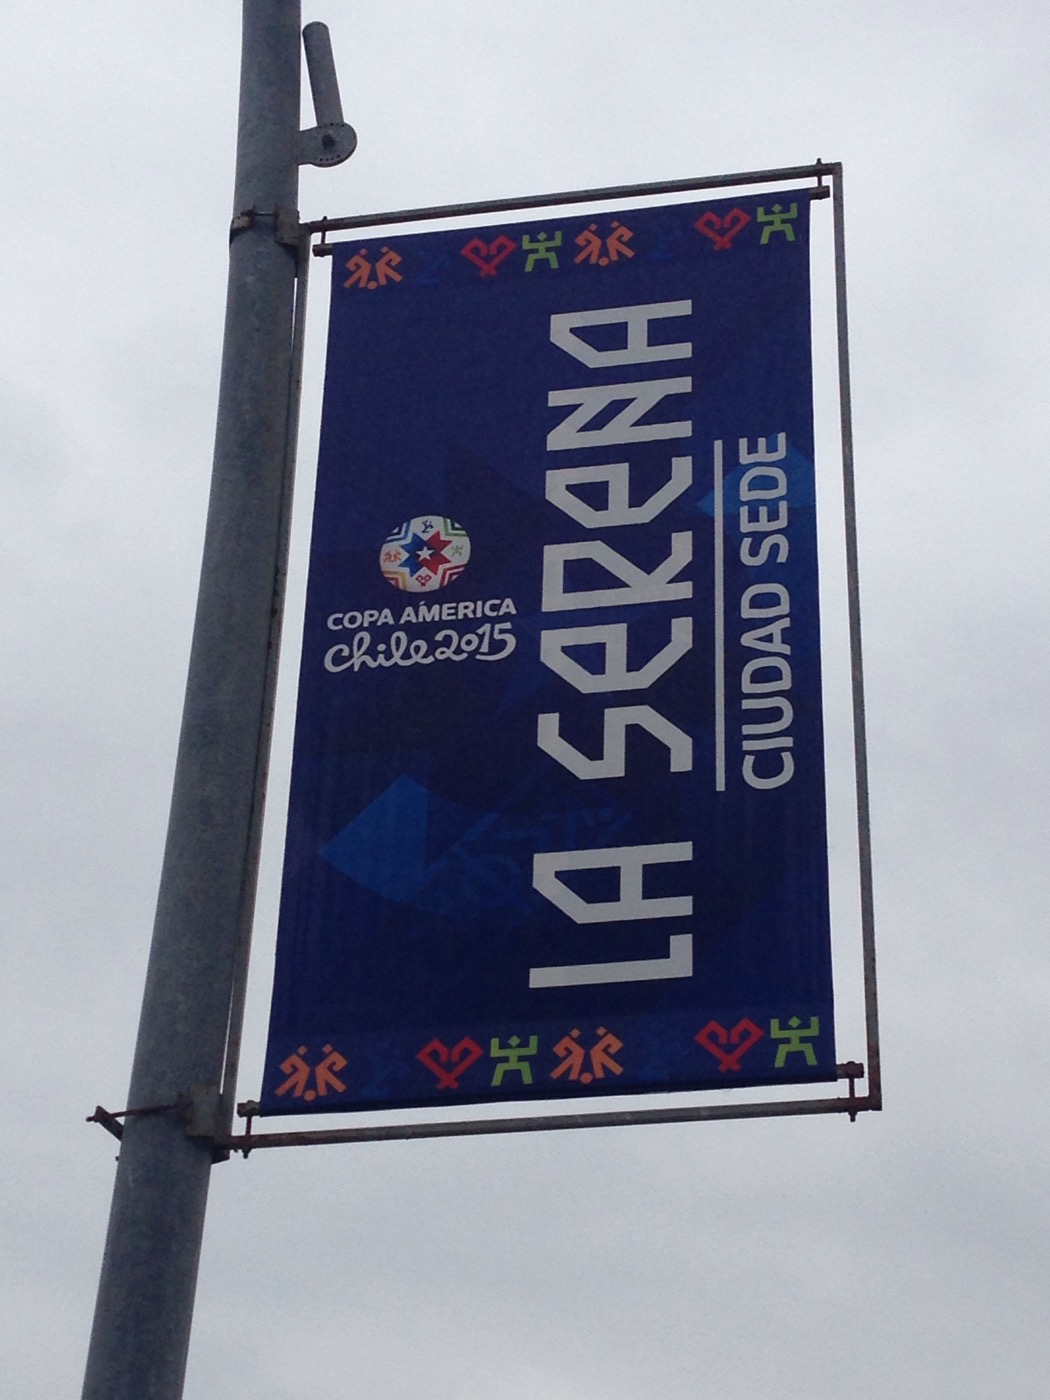 COPA AMÉRICA
Chile 2015
LA SERENA
CIUDAD SEDE